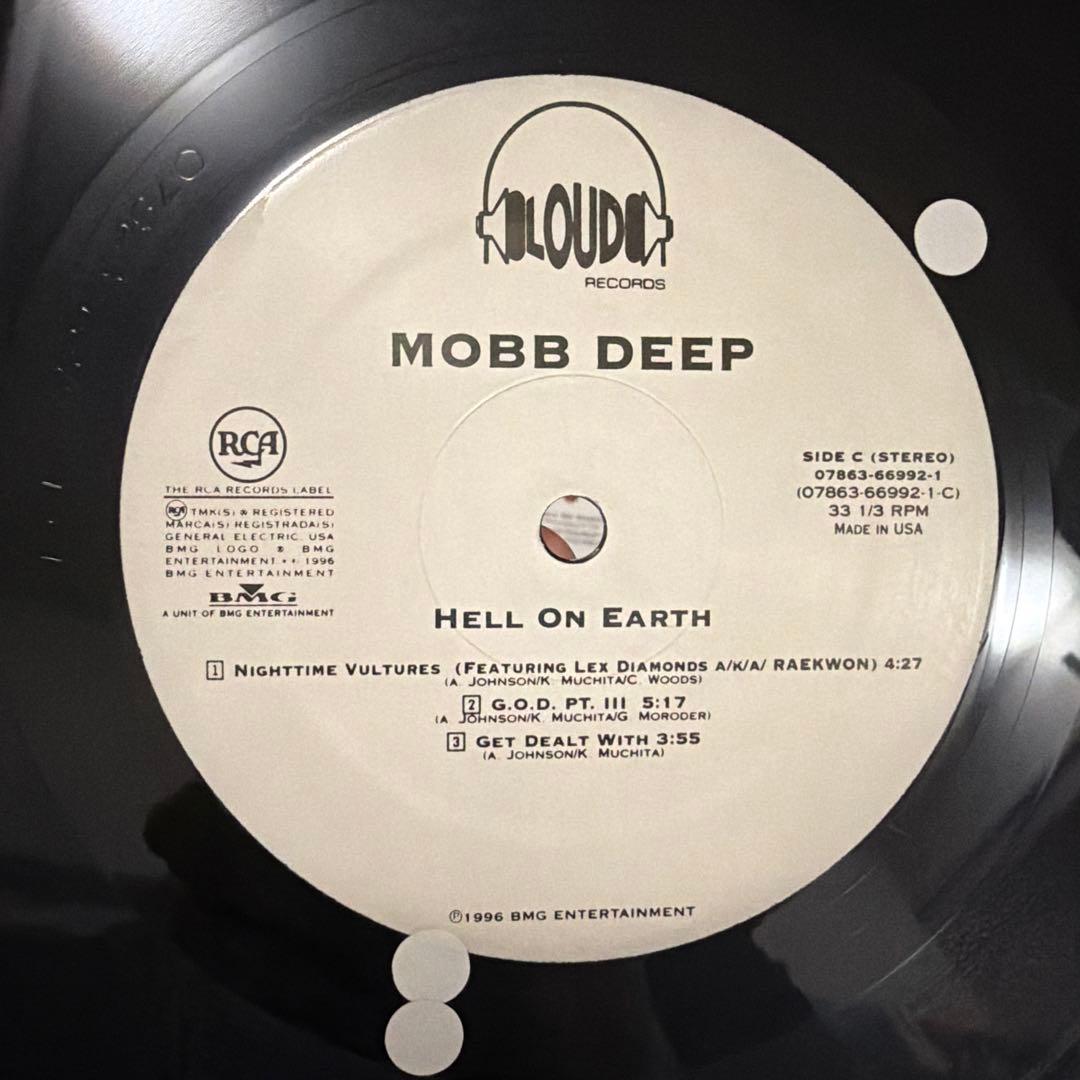 LOUD
RECORDS
MOBB DEEP
RCA
THE RCA RECORDS LABEL
RCA TMK(S) ® REGISTERED
MARCA(S) REGISTRADA(S)
GENERAL ELECTRIC. USA
BMG LOGO ® BMG
ENTERTAINMENT • • 1996
BMG ENTERTAINMENT
BMG
A UNIT OF BMG ENTERTAINMENT
SIDE C (STEREO)
07863-66992-1
(07863-66992-1-C)
33 1/3 RPM
MADE IN USA
HELL ON EARTH
1 NIGHTTIME VULTURES (FEATURING LEX DIAMONDS A/K/A/ RAEKWON) 4:27
(A. JOHNSON/K. MUCHITA/C. WOODS)
2 G.O.D. PT. III 5:17
(A. JOHNSON/K. MUCHITA/G. MORODER)
3 GET DEALT WITH 3:55
(A. JOHNSON/K. MUCHITA)
℗1996 BMG ENTERTAINMENT